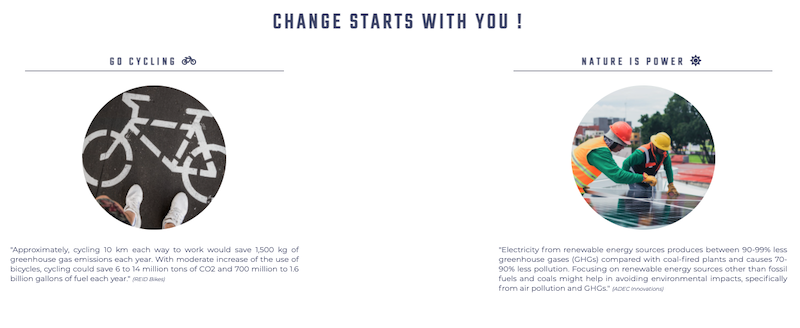 CHANGE STARTS WITH YOU !
GO CYCLING
"Approximately, cycling 10 km each way to work would save 1,500 kg of
greenhouse gas emissions each year. With moderate increase of the use of
bicycles, cycling could save 6 to 14 million tons of CO2 and 700 million to 1.6
billion gallons of fuel each year." (REID Bikes)
NATURE IS POWER
"Electricity from renewable energy sources produces between 90-99% less
greenhouse gases (GHGs) compared with coal-fired plants and causes 70-
90% less pollution. Focusing on renewable energy sources other than fossil
fuels and coals might help in avoiding environmental impacts, specifically
from air pollution and GHGs." (ADEC Innovations)